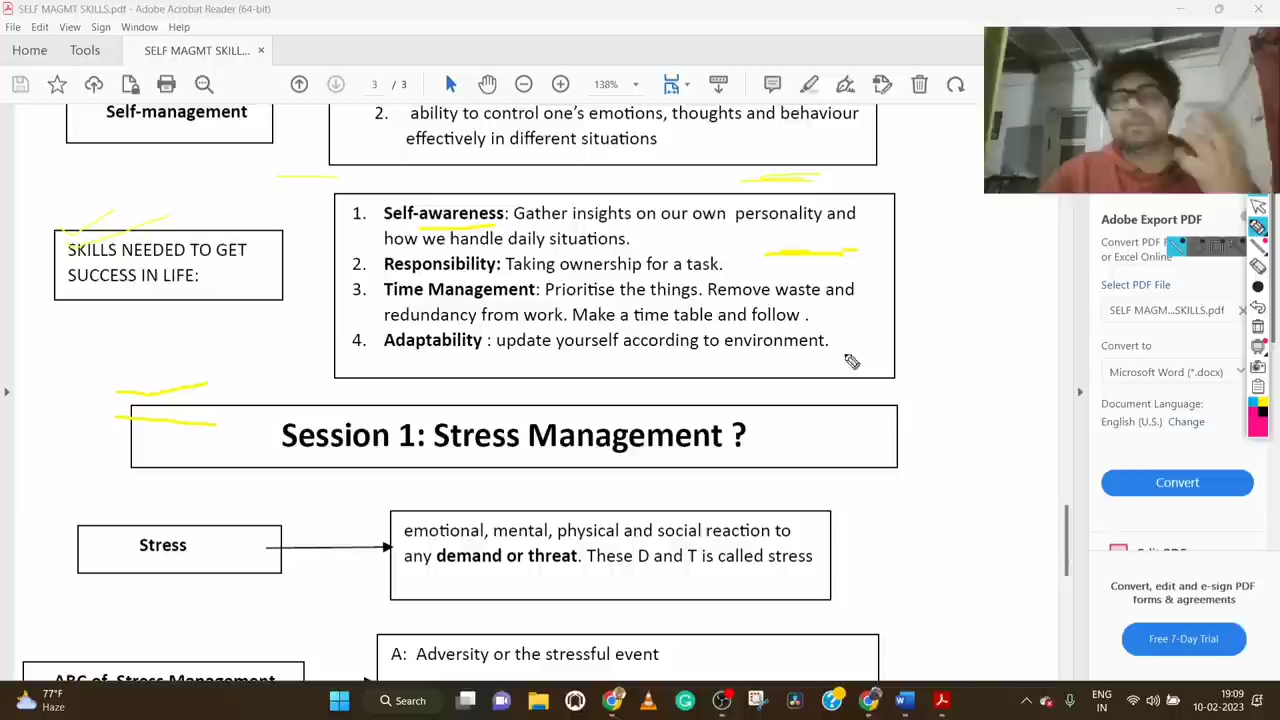 SELF MAGMT SKILLS.pdf - Adobe Acrobat Reader (64-bit)
File Edit View Sign Window Help
Home Tools SELF MAGMT SKILL... ×
3 / 3 138%
Self-management
2. ability to control one’s emotions, thoughts and behaviour
effectively in different situations
SKILLS NEEDED TO GET
SUCCESS IN LIFE:
1. Self-awareness: Gather insights on our own personality and
how we handle daily situations.
2. Responsibility: Taking ownership for a task.
3. Time Management: Prioritise the things. Remove waste and
redundancy from work. Make a time table and follow .
4. Adaptability : update yourself according to environment.
Session 1: Stress Management ?
Stress
emotional, mental, physical and social reaction to
any demand or threat. These D and T is called stress
ABC of Stress Management
A: Adversity or the stressful event
Adobe Export PDF
Convert PDF
or Excel Online
Select PDF File
SELF MAGM...SKILLS.pdf
Convert to
Microsoft Word (*.docx)
Document Language:
English (U.S.) Change
Convert
Edit PDF
Convert, edit and e-sign PDF
forms & agreements
Free 7-Day Trial
77°F
Haze
Search
ENG
IN
19:09
10-02-2023